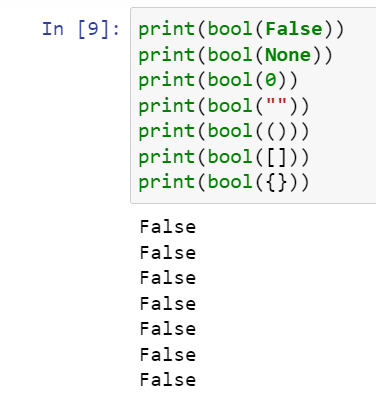 In [9]: print(bool(False))
print(bool(None))
print(bool(0))
print(bool(""))
print(bool(()))
print(bool([]))
print(bool({}))
False
False
False
False
False
False
False